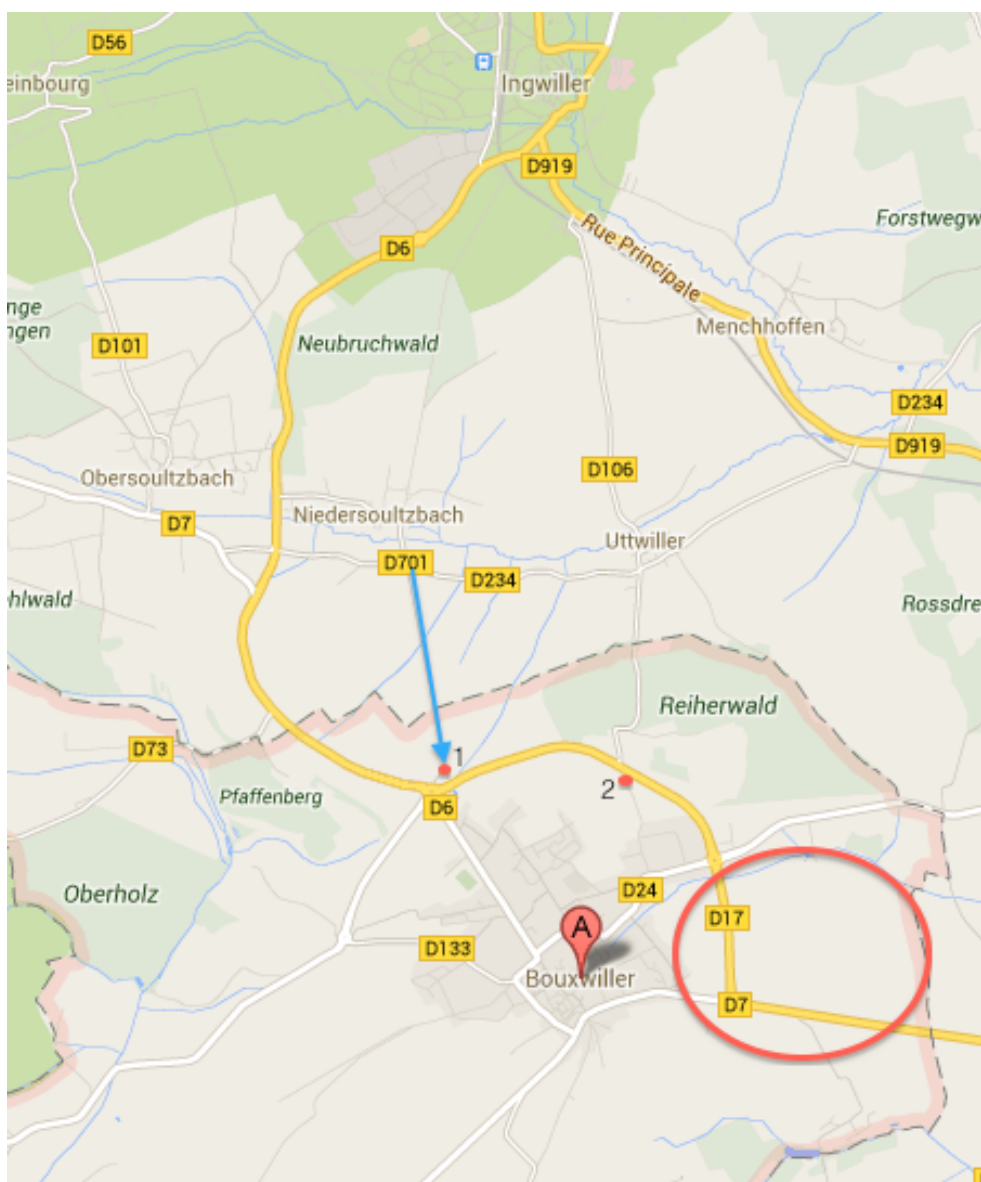 D56
einbourg
Ingwiller
D919
Forstwegw
Rue Principale
D6
nge
ngen
Menchhoffen
D101
Neubruchwald
D234
D919
D106
Obersoultzbach
Niedersoultzbach
D7
Uttwiller
D701
D234
hlwald
Rossdre
Reiherwald
D73
1
2
Pfaffenberg
D6
Oberholz
D24
D17
A
D133
Bouxwiller
D7